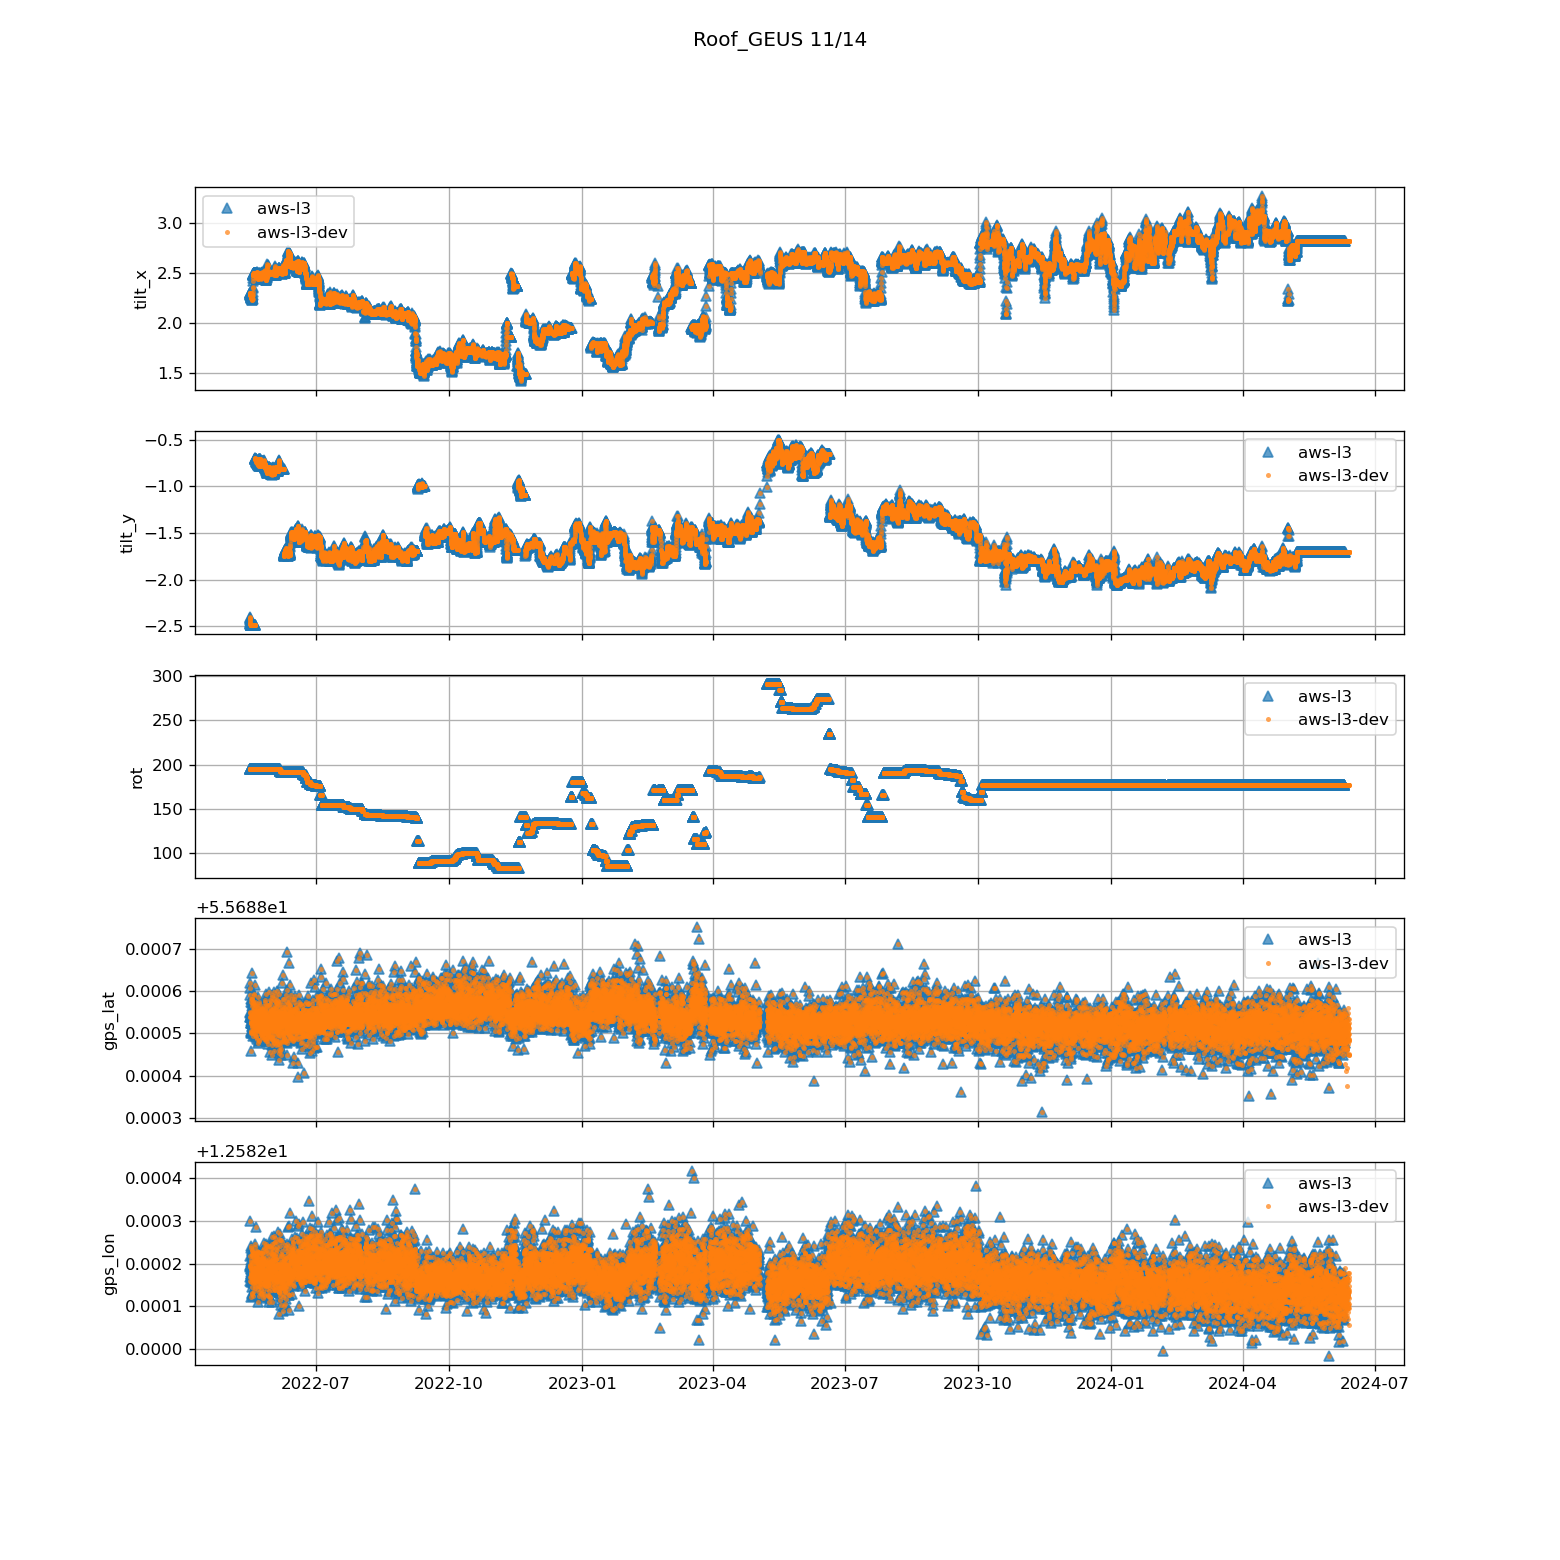 Roof_GEUS 11/14
aws-l3
aws-l3-dev
tilt_x
3.0
2.5
2.0
1.5
aws-l3
aws-l3-dev
tilt_y
−0.5
−1.0
−1.5
−2.0
−2.5
aws-l3
aws-l3-dev
rot
300
250
200
150
100
+5.5688e1
aws-l3
aws-l3-dev
gps_lat
0.0007
0.0006
0.0005
0.0004
0.0003
+1.2582e1
aws-l3
aws-l3-dev
gps_lon
0.0004
0.0003
0.0002
0.0001
0.0000
2022-07 2022-10 2023-01 2023-04 2023-07 2023-10 2024-01 2024-04 2024-07